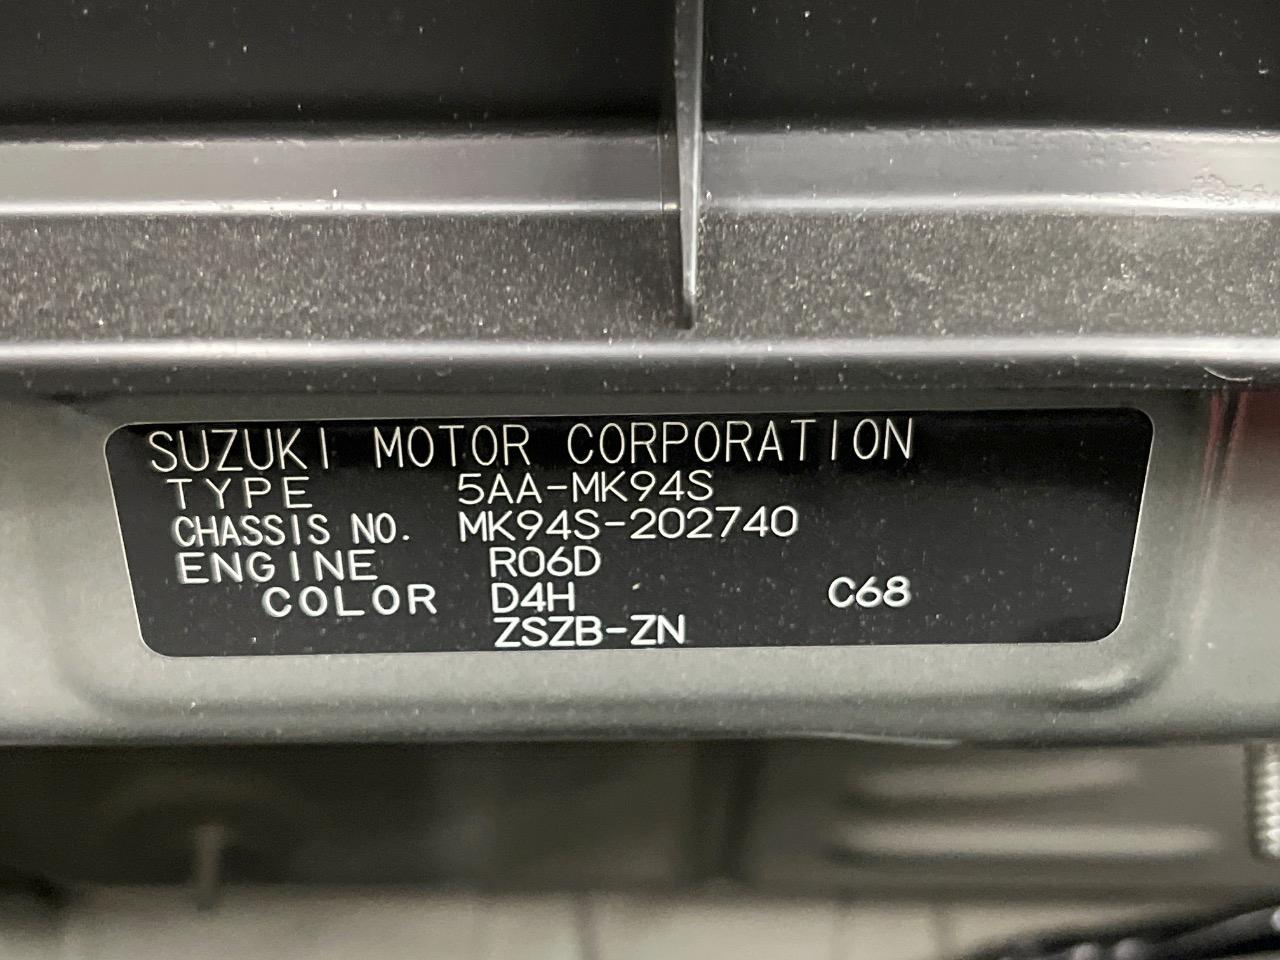 SUZUKI MOTOR CORPORATION
TYPE 5AA-MK94S
CHASSIS NO. MK94S-202740
ENGINE R06D
COLOR D4H C68
ZSZB-ZN